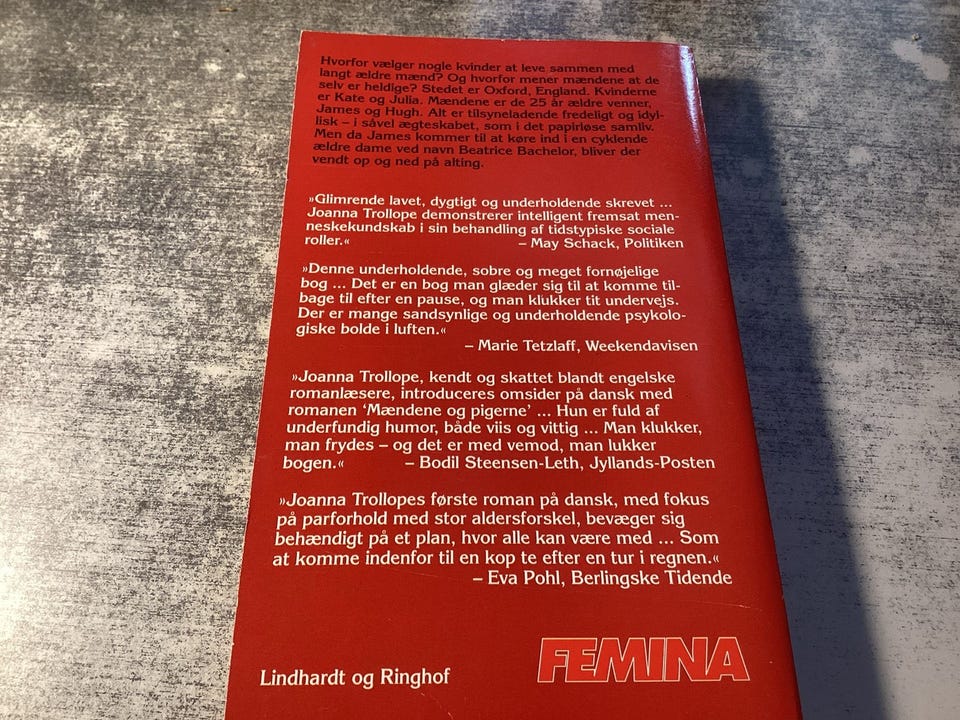 Hvorfor vælger nogle kvinder at leve sammen med
langt ældre mænd? Og hvorfor mener mændene at de
selv er heldige? Stedet er Oxford, England. Kvinderne
er Kate og Julia. Mændene er de 25 år ældre venner,
James og Hugh. Alt er tilsyneladende fredeligt og idyl-
lisk – i såvel ægteskabet, som i det papirløse samliv.
Men da James kommer til at køre ind i en cyklende
ældre dame ved navn Beatrice Bachelor, bliver der
vendt op og ned på alting.
»Glimrende lavet, dygtigt og underholdende skrevet ...
Joanna Trollope demonstrerer intelligent fremsat men-
neskekundskab i sin behandling af tidstypiske sociale
roller.« – May Schack, Politiken
»Denne underholdende, sobre og meget fornøjelige
bog ... Det er en bog man glæder sig til at komme til-
bage til efter en pause, og man klukker tit undervejs.
Der er mange sandsynlige og underholdende psykolo-
giske bolde i luften.«
– Marie Tetzlaff, Weekendavisen
»Joanna Trollope, kendt og skattet blandt engelske
romanlæsere, introduceres omsider på dansk med
romanen 'Mændene og pigerne' ... Hun er fuld af
underfundig humor, både viis og vittig ... Man klukker,
man frydes – og det er med vemod, man lukker
bogen.« – Bodil Steensen-Leth, Jyllands-Posten
»Joanna Trollopes første roman på dansk, med fokus
på parforhold med stor aldersforskel, bevæger sig
behændigt på et plan, hvor alle kan være med ... Som
at komme indenfor til en kop te efter en tur i regnen.«
– Eva Pohl, Berlingske Tidende
Lindhardt og Ringhof
FEMINA